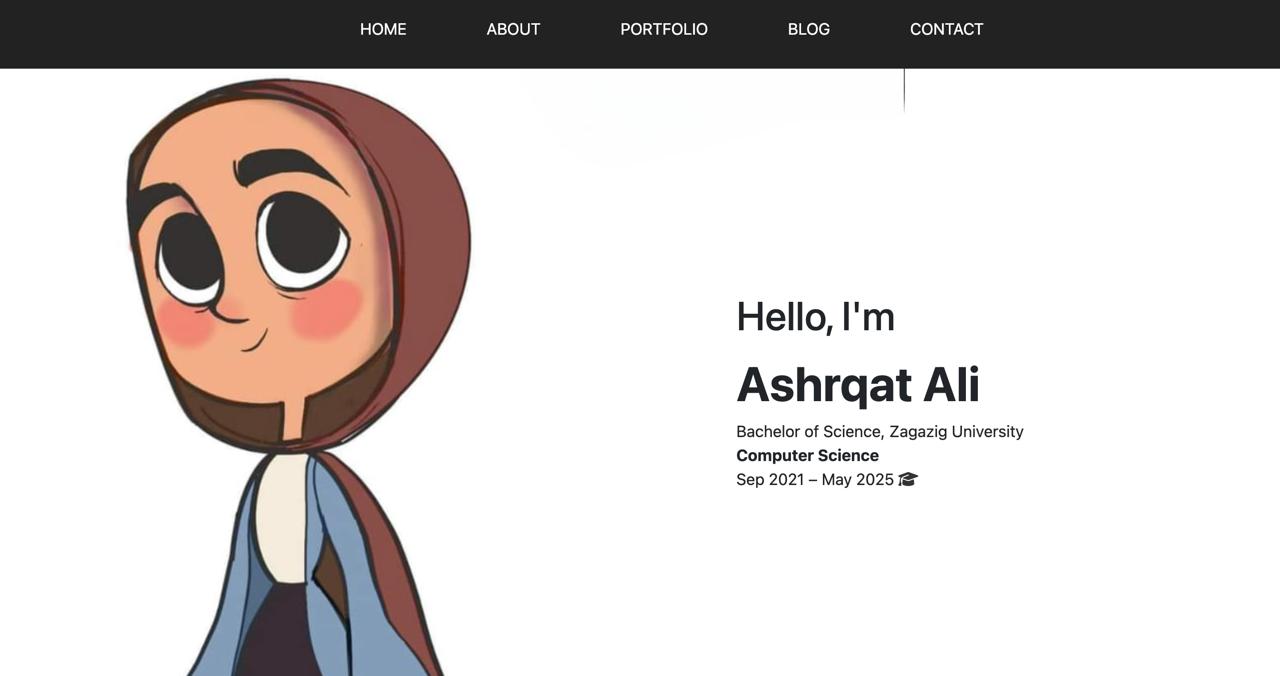 HOME ABOUT PORTFOLIO BLOG CONTACT
Hello, I'm
Ashrqat Ali
Bachelor of Science, Zagazig University
Computer Science
Sep 2021 – May 2025